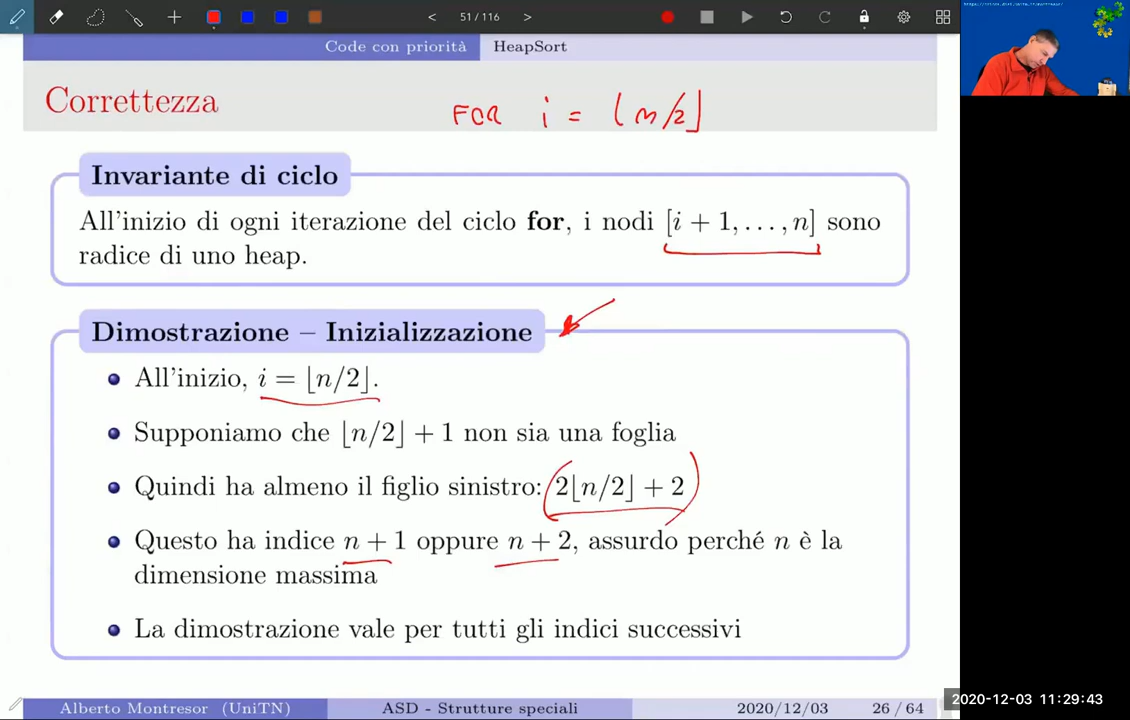 51 / 116
Code con priorità HeapSort
Correttezza
FOR i = ⌊n/2⌋
Invariante di ciclo
All'inizio di ogni iterazione del ciclo for, i nodi [i + 1, . . . , n] sono
radice di uno heap.
Dimostrazione – Inizializzazione
All'inizio, i = ⌊n/2⌋.
Supponiamo che ⌊n/2⌋ + 1 non sia una foglia
Quindi ha almeno il figlio sinistro: 2⌊n/2⌋ + 2
Questo ha indice n + 1 oppure n + 2, assurdo perché n è la
dimensione massima
La dimostrazione vale per tutti gli indici successivi
Alberto Montresor (UniTN) ASD - Strutture speciali 2020/12/03 26 / 64
2020-12-03 11:29:43